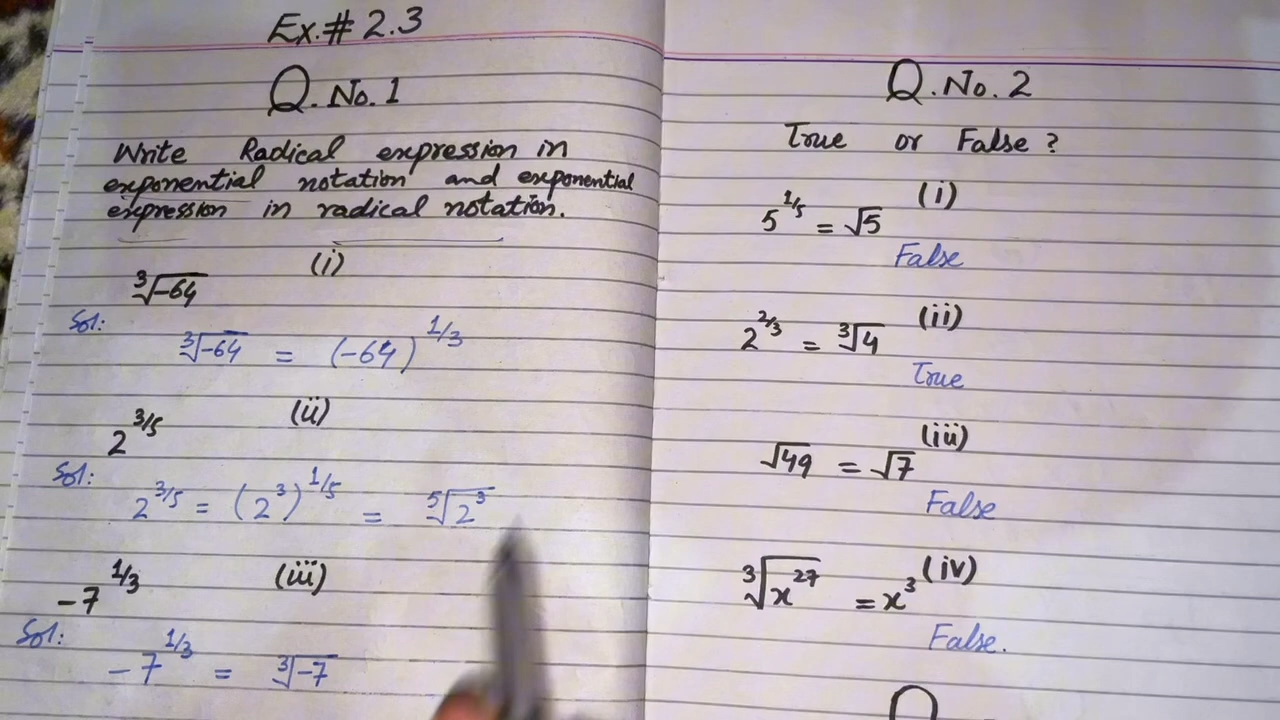 Ex.# 2.3
Q. No. 1
Write Radical expression in
exponential notation and exponential
expression in radical notation.
(i)
∛-64
Sol:
∛-64 = (-64)^1/3
(ii)
2^3/5
Sol:
2^3/5 = (2^3)^1/5 = ⁵√2^3
(iii)
-7^1/3
Sol:
-7^1/3 = ∛-7
Q. No. 2
True or False ?
(i)
5^1/5 = √5
False
(ii)
2^2/3 = ∛4
True
(iii)
√49 = √7
False
(iv)
∛x^27 = x^3
False.